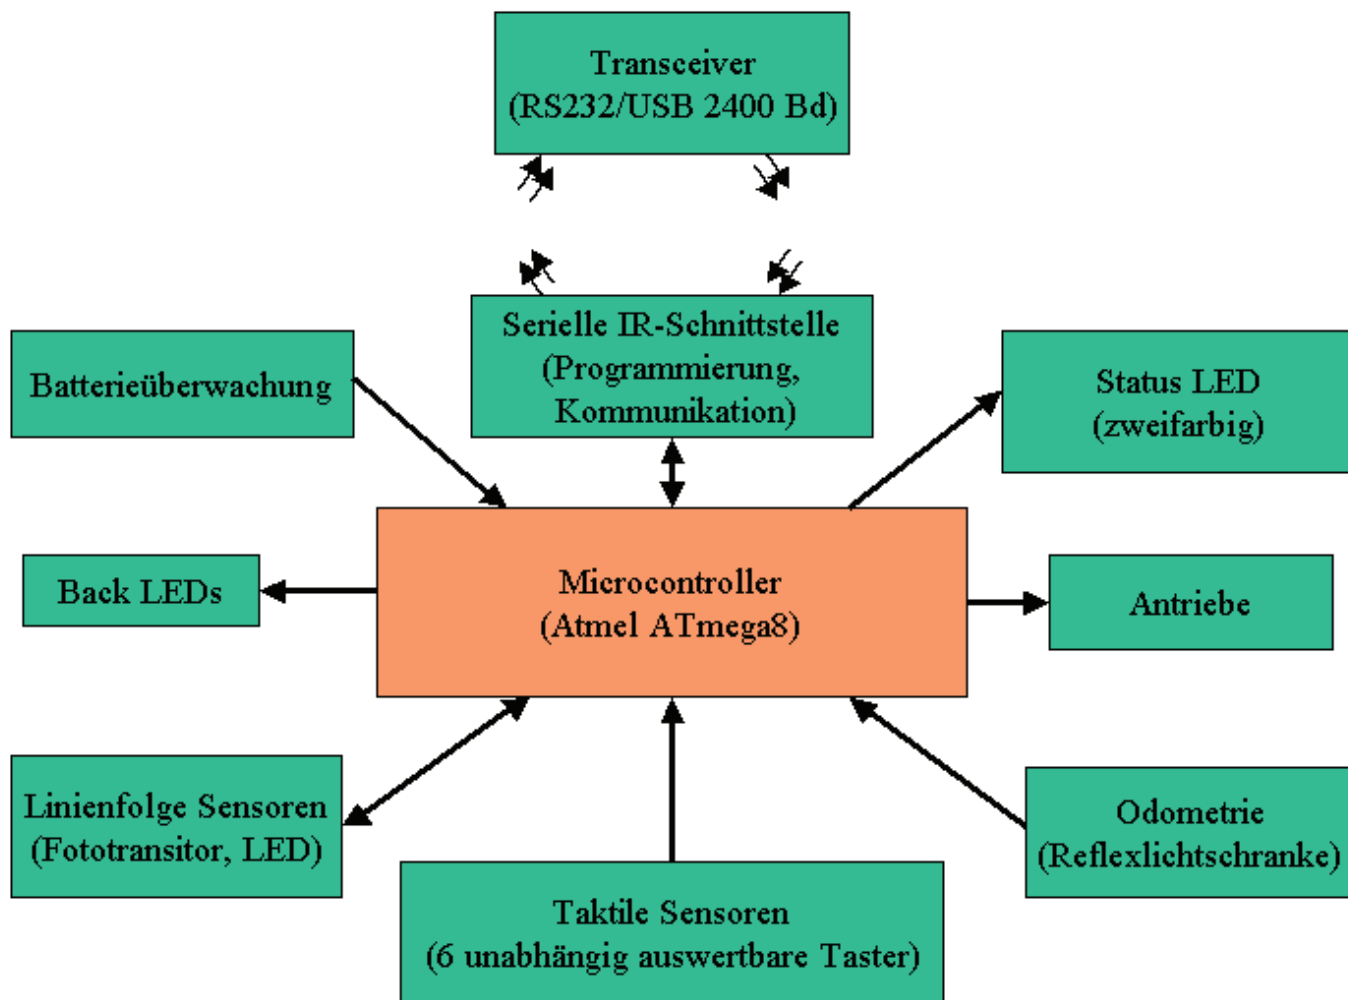 Transceiver
(RS232/USB 2400 Bd)
Serielle IR-Schnittstelle
(Programmierung,
Kommunikation)
Batterieüberwachung
Status LED
(zweifarbig)
Back LEDs
Microcontroller
(Atmel ATmega8)
Antriebe
Linienfolge Sensoren
(Fototransitor, LED)
Odometrie
(Reflexlichtschranke)
Taktile Sensoren
(6 unabhängig auswertbare Taster)